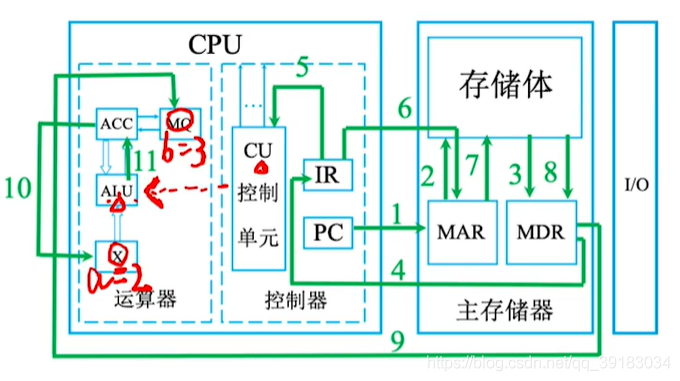 CPU
5
存储体
6
ACC
MQ
b=3
11
CU
控制
单元
IR
PC
ALU
10
X
a=2
运算器
控制器
1
2
7
3
8
MAR
MDR
4
主存储器
9
I/O
https://blog.csdn.net/qq_39183034